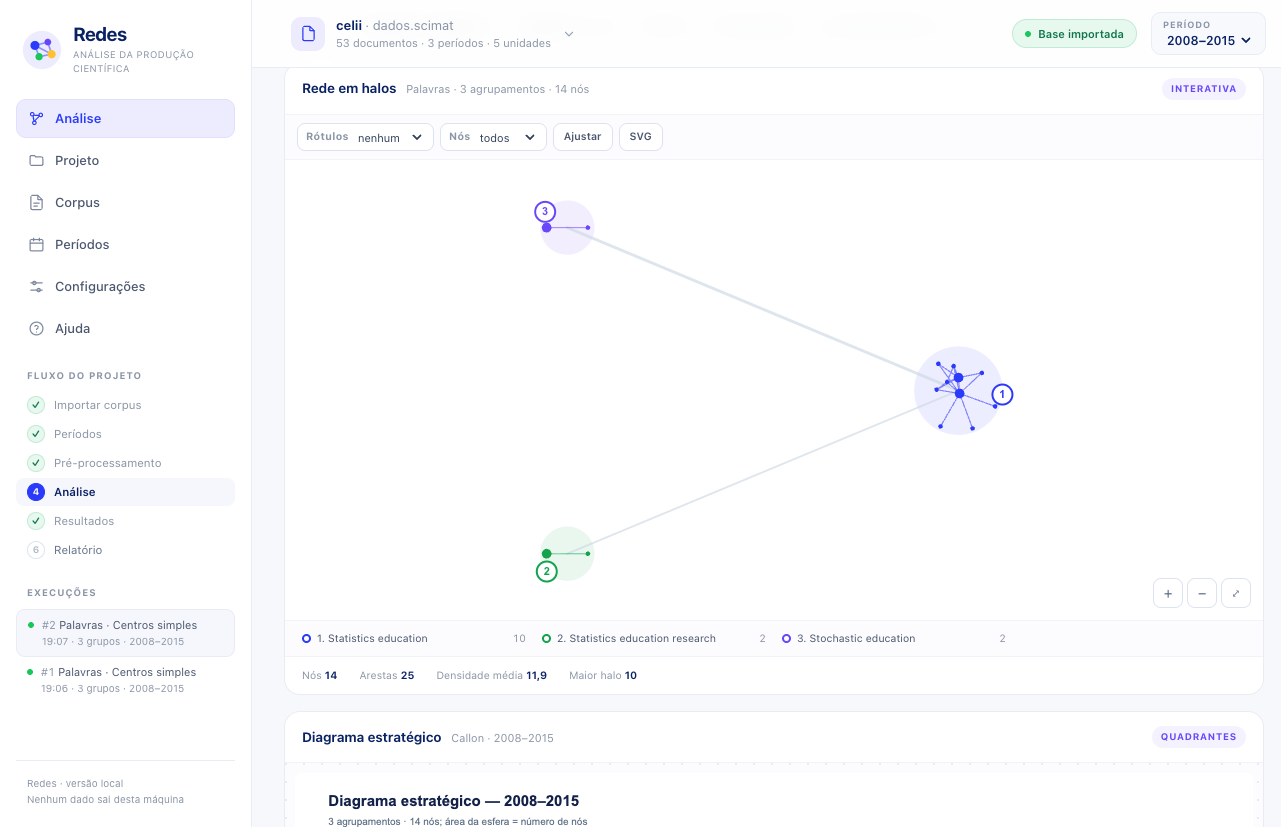 Redes
ANÁLISE DA PRODUÇÃO
CIENTÍFICA
Análise
Projeto
Corpus
Períodos
Configurações
Ajuda
FLUXO DO PROJETO
Importar corpus
Períodos
Pré-processamento
4 Análise
Resultados
6 Relatório
EXECUÇÕES
#2 Palavras · Centros simples
19:07 · 3 grupos · 2008–2015
#1 Palavras · Centros simples
19:06 · 3 grupos · 2008–2015
Redes · versão local
Nenhum dado sai desta máquina
celii · dados.scimat
53 documentos · 3 períodos · 5 unidades
Base importada
PERÍODO
2008–2015
Rede em halos Palavras · 3 agrupamentos · 14 nós
INTERATIVA
Rótulos nenhum
Nós todos
Ajustar
SVG
3
1
2
+ − ⤢
1. Statistics education 10
2. Statistics education research 2
3. Stochastic education 2
Nós 14 Arestas 25 Densidade média 11,9 Maior halo 10
Diagrama estratégico Callon · 2008–2015
QUADRANTES
Diagrama estratégico — 2008–2015
3 agrupamentos · 14 nós; área da esfera = número de nós